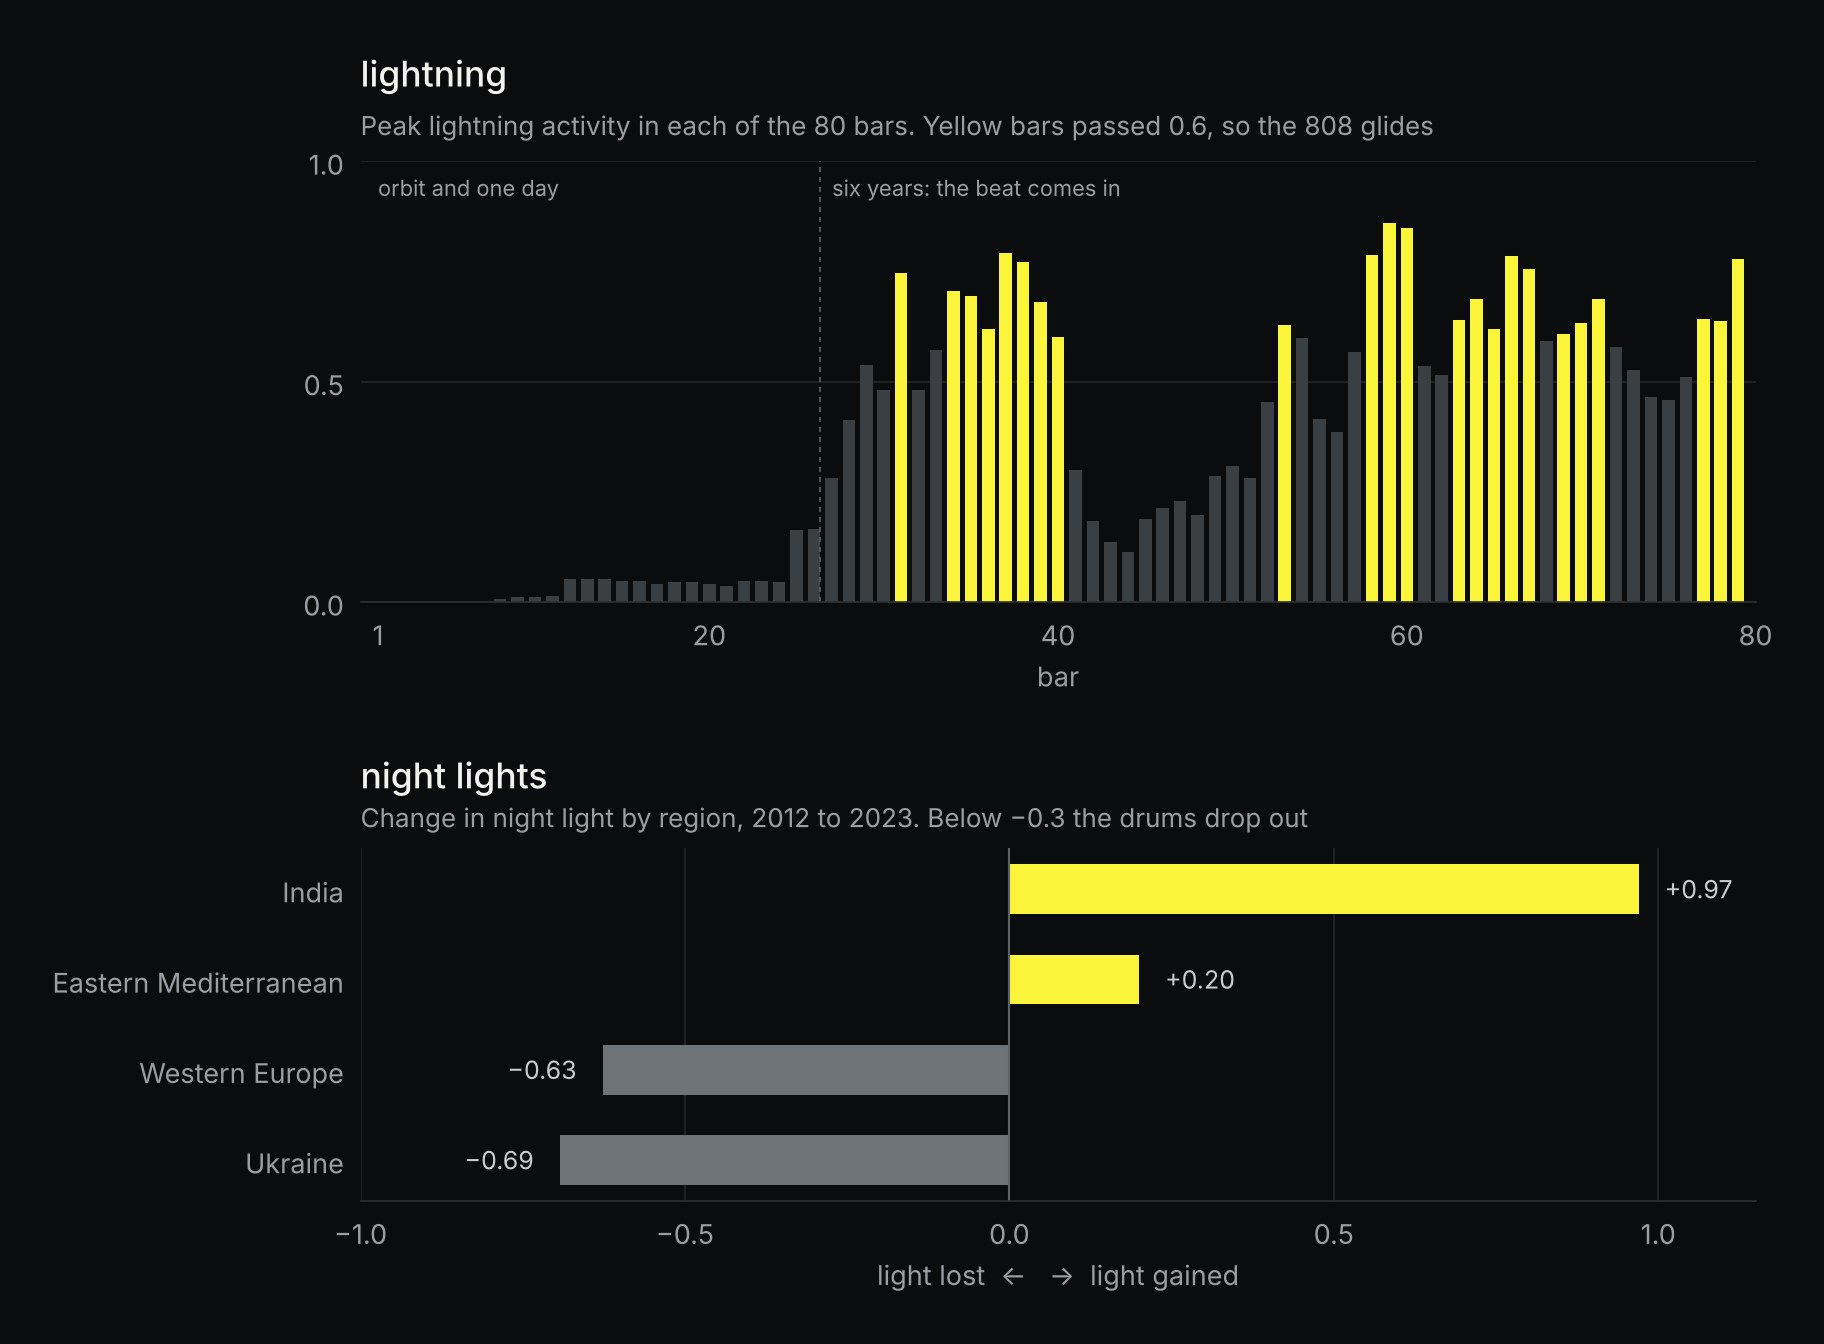 lightning
Peak lightning activity in each of the 80 bars. Yellow bars passed 0.6, so the 808 glides
1.0
orbit and one day
six years: the beat comes in
0.5
0.0
1 20 40 60 80
bar
night lights
Change in night light by region, 2012 to 2023. Below −0.3 the drums drop out
India +0.97
Eastern Mediterranean +0.20
Western Europe −0.63
Ukraine −0.69
−1.0 −0.5 0.0 0.5 1.0
light lost ← → light gained